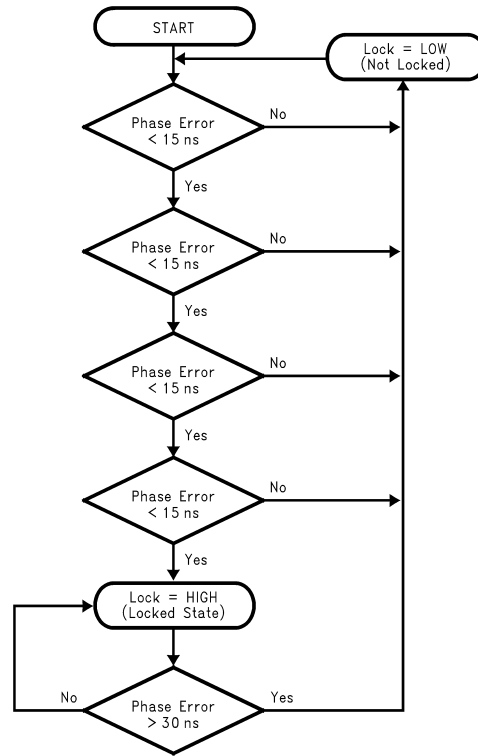 START
Lock = LOW
(Not Locked)
Phase Error
< 15 ns
No
Yes
Phase Error
< 15 ns
No
Yes
Phase Error
< 15 ns
No
Yes
Phase Error
< 15 ns
No
Yes
Lock = HIGH
(Locked State)
No
Phase Error
> 30 ns
Yes